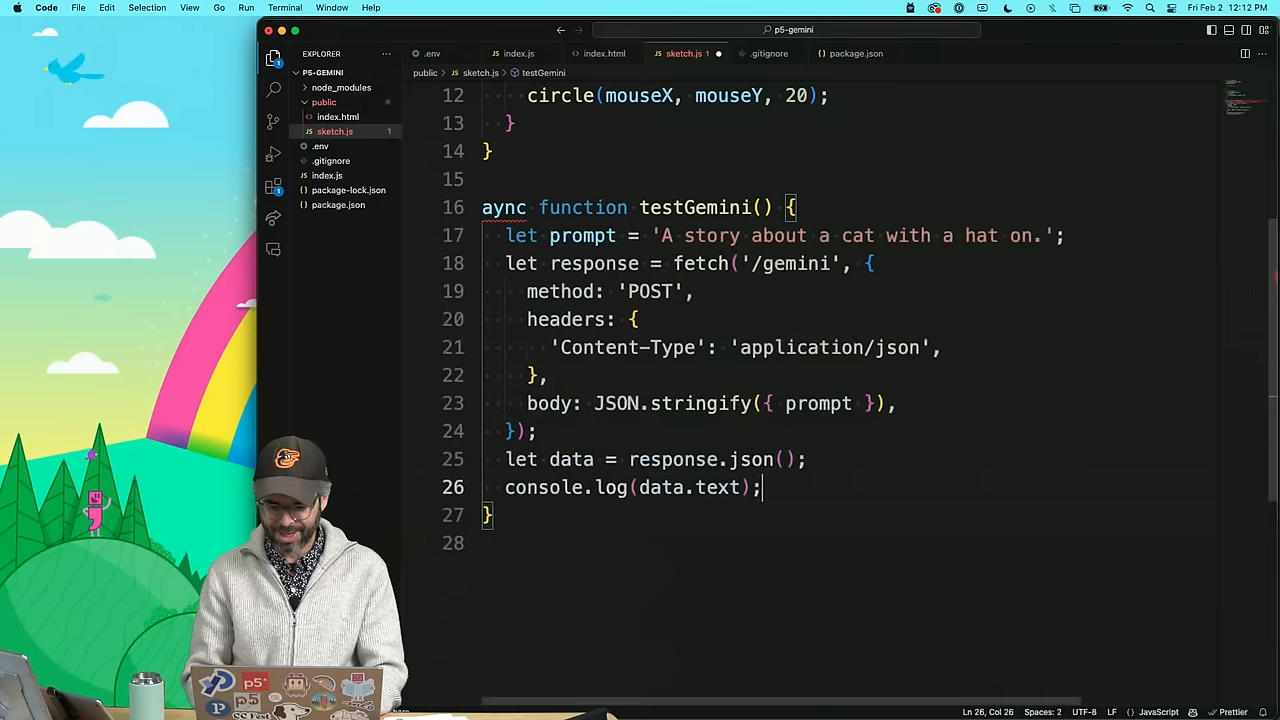 Code File Edit Selection View Go Run Terminal Window Help
Fri Feb 2 12:12 PM
p5-gemini
EXPLORER
.env index.js index.html sketch.js 1 .gitignore package.json
P5-GEMINI
public > sketch.js > testGemini
node_modules
public
index.html
sketch.js 1
.env
.gitignore
index.js
package-lock.json
package.json
12 circle(mouseX, mouseY, 20);
13 }
14 }
15
16 aync function testGemini() {
17 let prompt = 'A story about a cat with a hat on.';
18 let response = fetch('/gemini', {
19 method: 'POST',
20 headers: {
21 'Content-Type': 'application/json',
22 },
23 body: JSON.stringify({ prompt }),
24 });
25 let data = response.json();
26 console.log(data.text);
27 }
28
p5*
CC Fest
Ln 26, Col 26 Spaces: 2 UTF-8 LF {} JavaScript Prettier